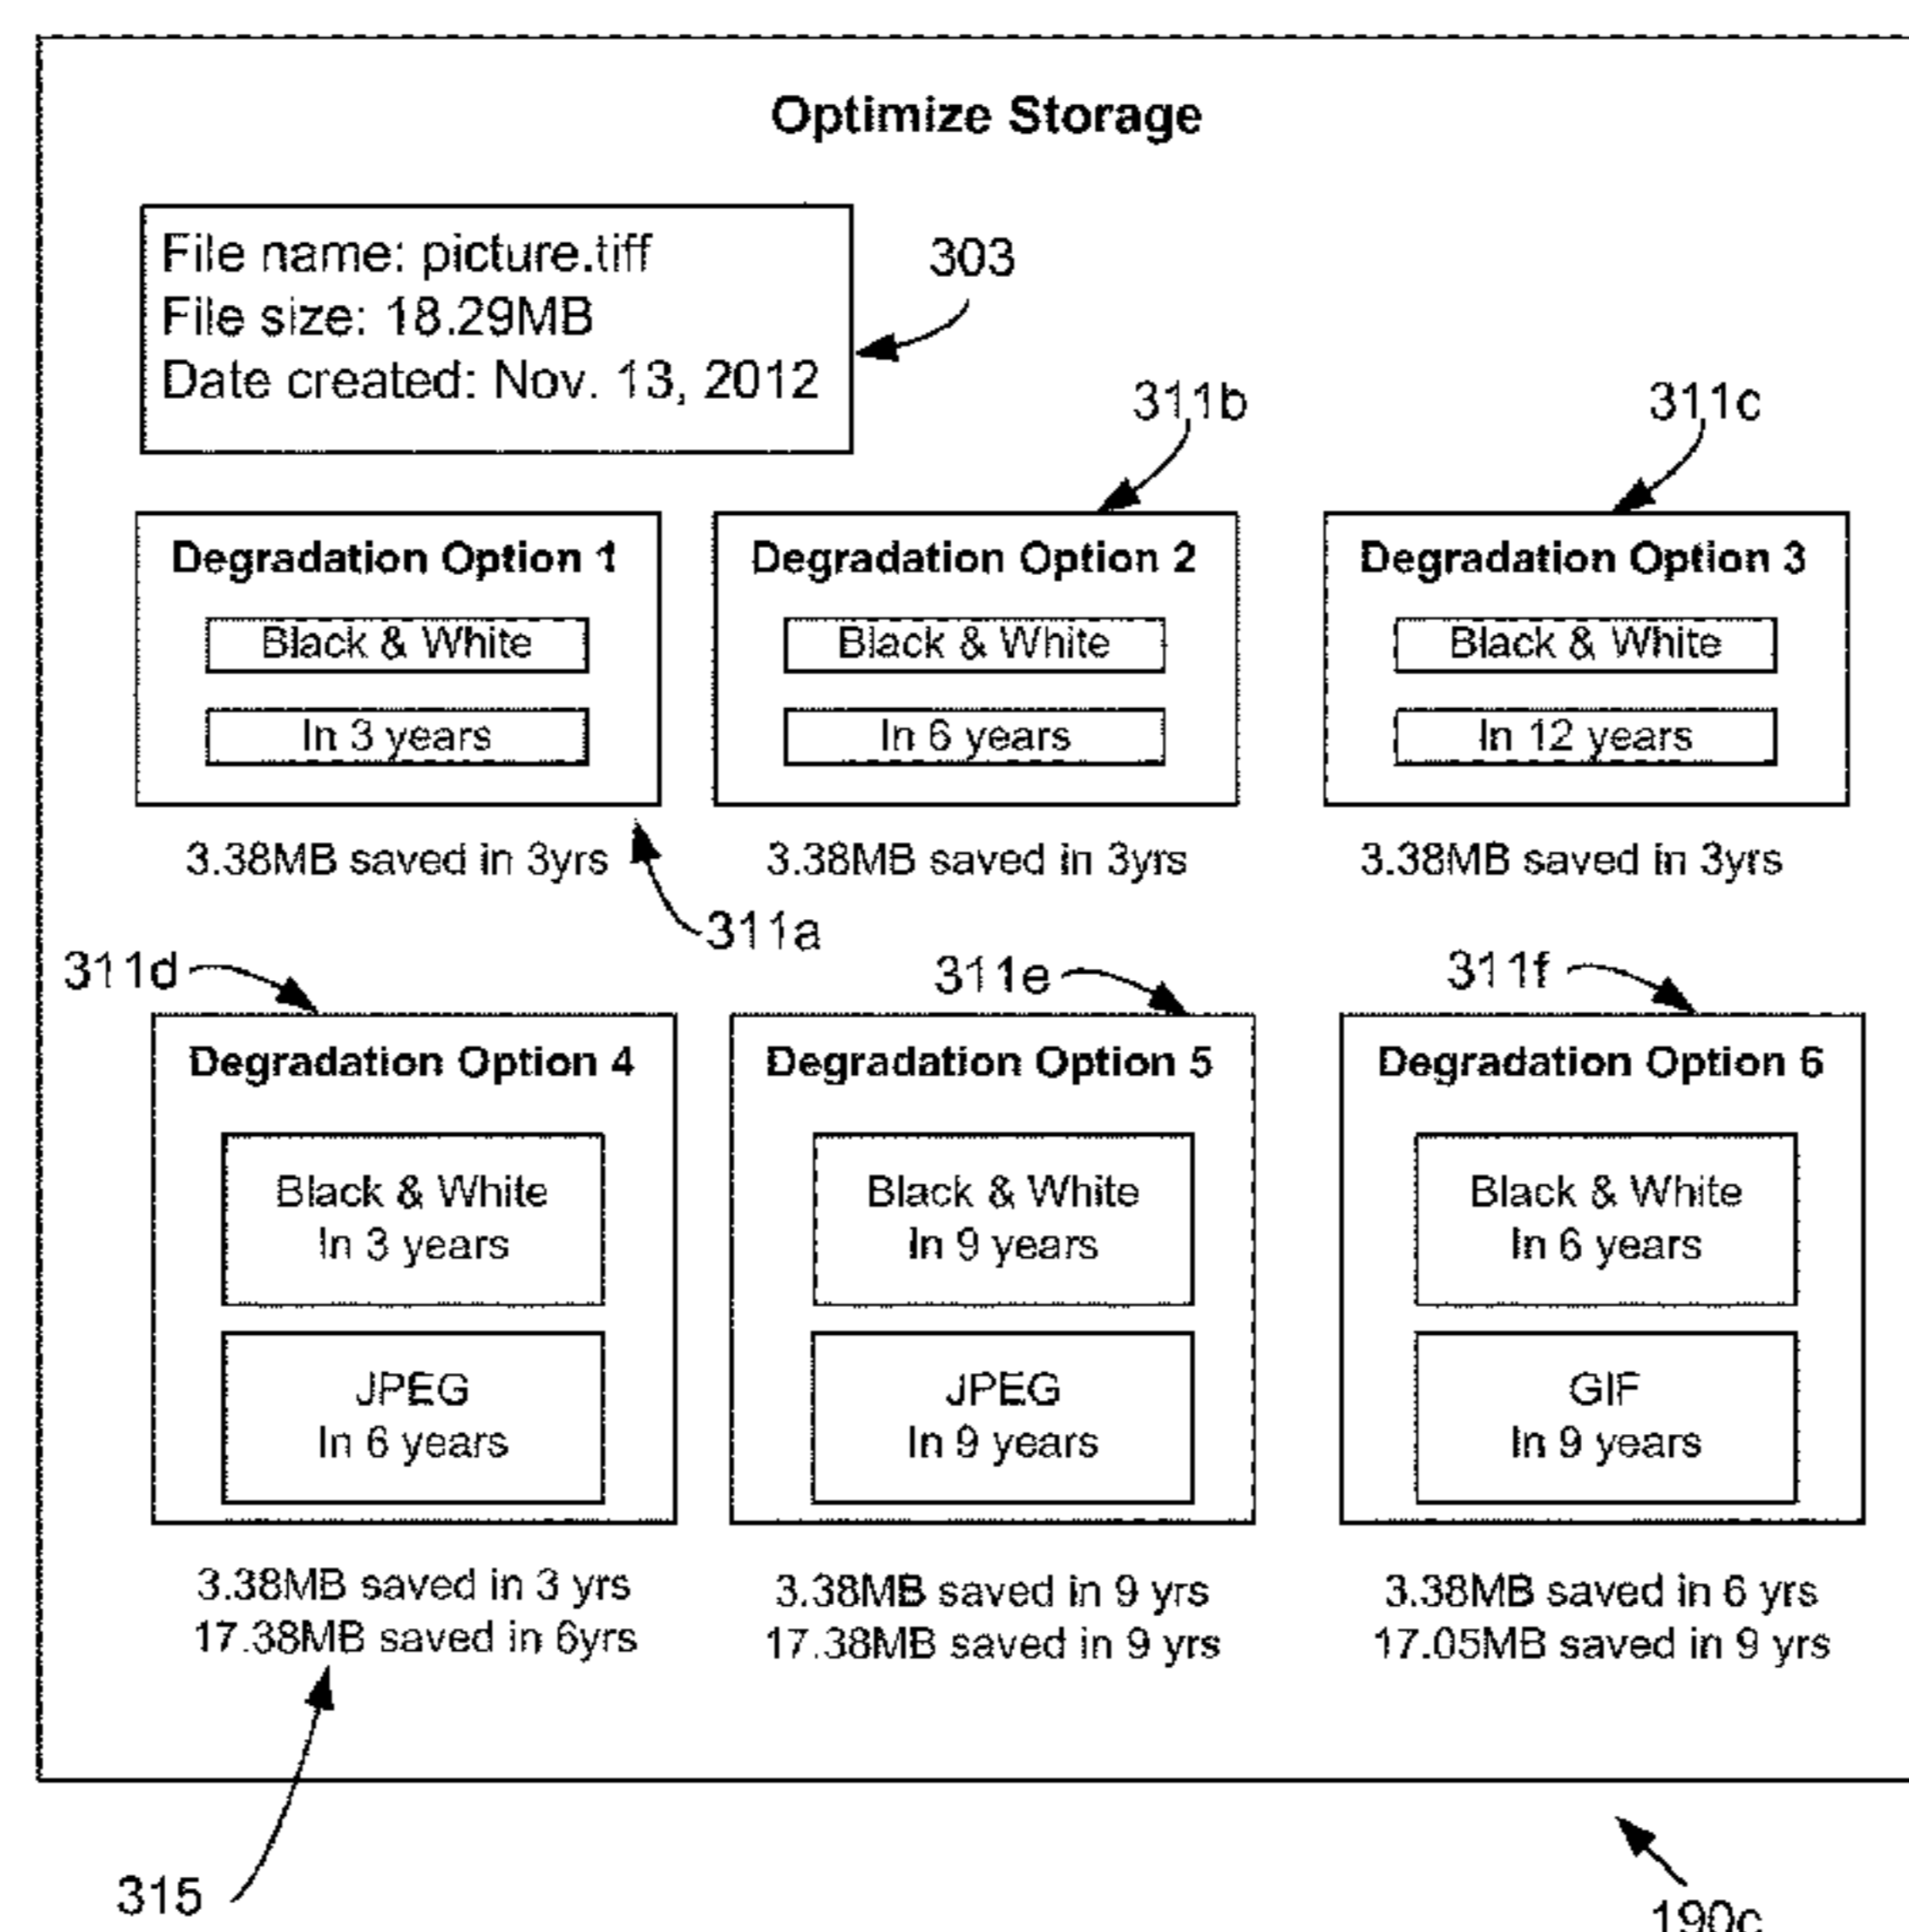 Optimize Storage
File name: picture.tiff
File size: 18.29MB
Date created: Nov. 13, 2012
303
311b
311c
Degradation Option 1
Black & White
In 3 years
3.38MB saved in 3yrs
311a
Degradation Option 2
Black & White
In 6 years
3.38MB saved in 3yrs
Degradation Option 3
Black & White
In 12 years
3.38MB saved in 3yrs
311d
311e
311f
Degradation Option 4
Black & White
In 3 years
JPEG
In 6 years
3.38MB saved in 3 yrs
17.38MB saved in 6yrs
Degradation Option 5
Black & White
In 9 years
JPEG
In 9 years
3.38MB saved in 9 yrs
17.38MB saved in 9 yrs
Degradation Option 6
Black & White
In 6 years
GIF
In 9 years
3.38MB saved in 6 yrs
17.05MB saved in 9 yrs
315
190c